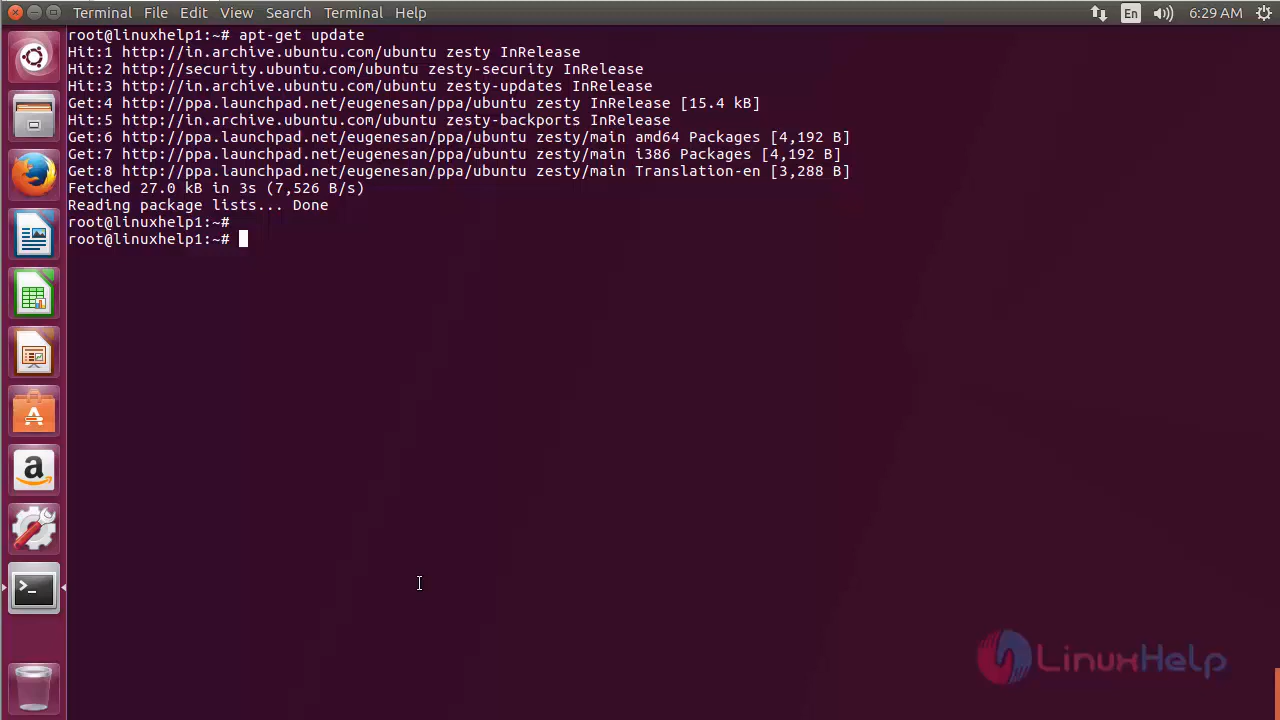 Terminal File Edit View Search Terminal Help En 6:29 AM
root@linuxhelp1:~# apt-get update
Hit:1 http://in.archive.ubuntu.com/ubuntu zesty InRelease
Hit:2 http://security.ubuntu.com/ubuntu zesty-security InRelease
Hit:3 http://in.archive.ubuntu.com/ubuntu zesty-updates InRelease
Get:4 http://ppa.launchpad.net/eugenesan/ppa/ubuntu zesty InRelease [15.4 kB]
Hit:5 http://in.archive.ubuntu.com/ubuntu zesty-backports InRelease
Get:6 http://ppa.launchpad.net/eugenesan/ppa/ubuntu zesty/main amd64 Packages [4,192 B]
Get:7 http://ppa.launchpad.net/eugenesan/ppa/ubuntu zesty/main i386 Packages [4,192 B]
Get:8 http://ppa.launchpad.net/eugenesan/ppa/ubuntu zesty/main Translation-en [3,288 B]
Fetched 27.0 kB in 3s (7,526 B/s)
Reading package lists... Done
root@linuxhelp1:~#
root@linuxhelp1:~#
LinuxHelp